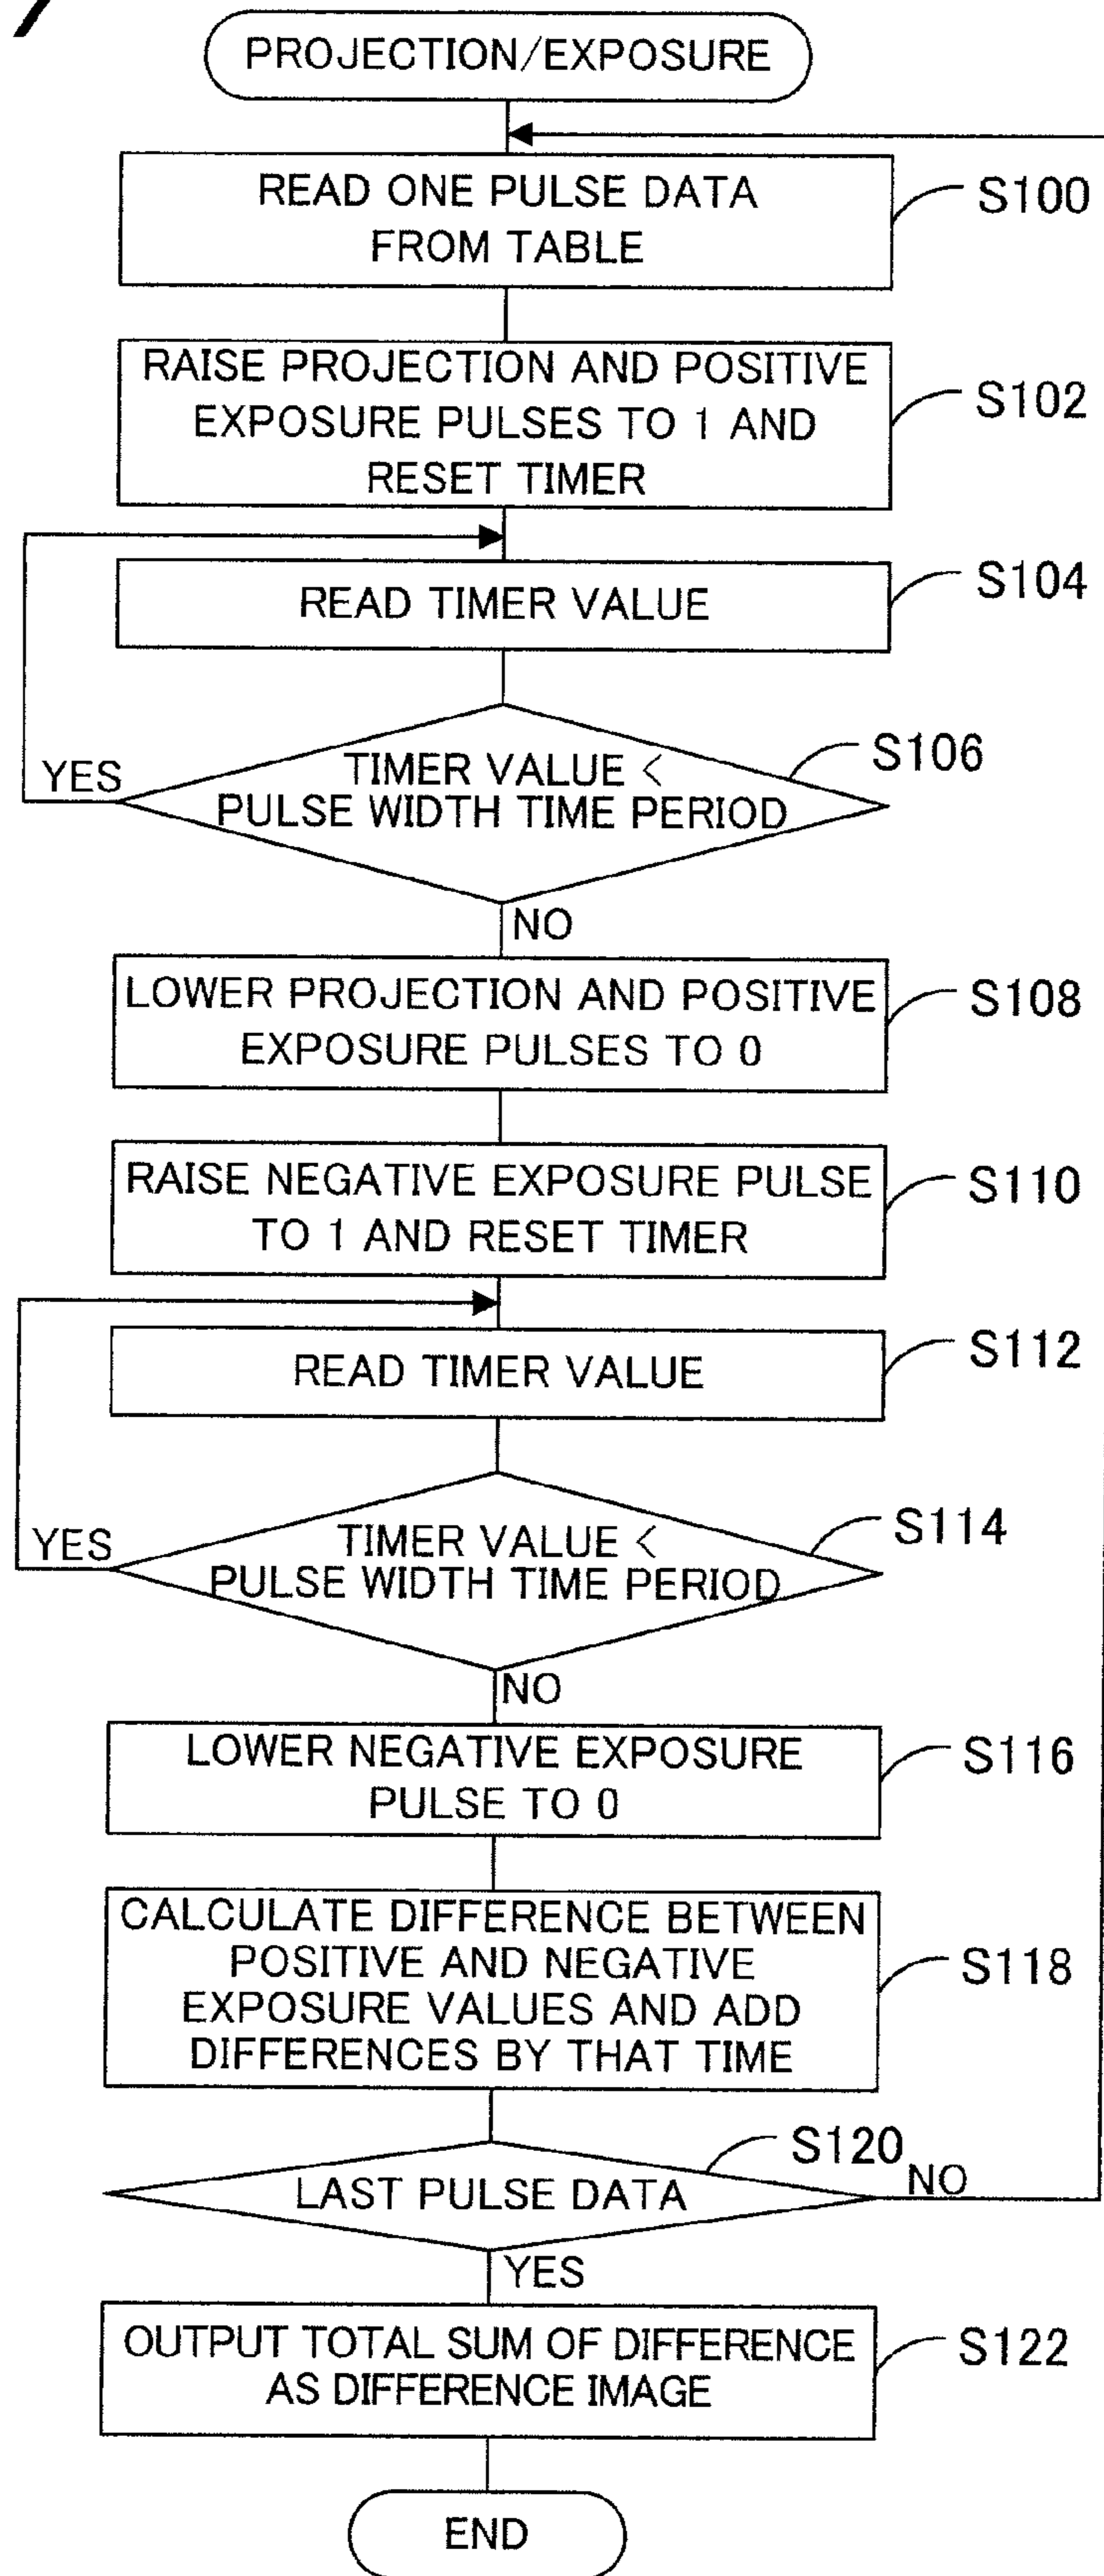 PROJECTION/EXPOSURE
READ ONE PULSE DATA
FROM TABLE
S100
RAISE PROJECTION AND POSITIVE
EXPOSURE PULSES TO 1 AND
RESET TIMER
S102
READ TIMER VALUE
S104
TIMER VALUE <
PULSE WIDTH TIME PERIOD
S106
YES
NO
LOWER PROJECTION AND POSITIVE
EXPOSURE PULSES TO 0
S108
RAISE NEGATIVE EXPOSURE PULSE
TO 1 AND RESET TIMER
S110
READ TIMER VALUE
S112
TIMER VALUE <
PULSE WIDTH TIME PERIOD
S114
YES
NO
LOWER NEGATIVE EXPOSURE
PULSE TO 0
S116
CALCULATE DIFFERENCE BETWEEN
POSITIVE AND NEGATIVE
EXPOSURE VALUES AND ADD
DIFFERENCES BY THAT TIME
S118
LAST PULSE DATA
S120
NO
YES
OUTPUT TOTAL SUM OF DIFFERENCE
AS DIFFERENCE IMAGE
S122
END